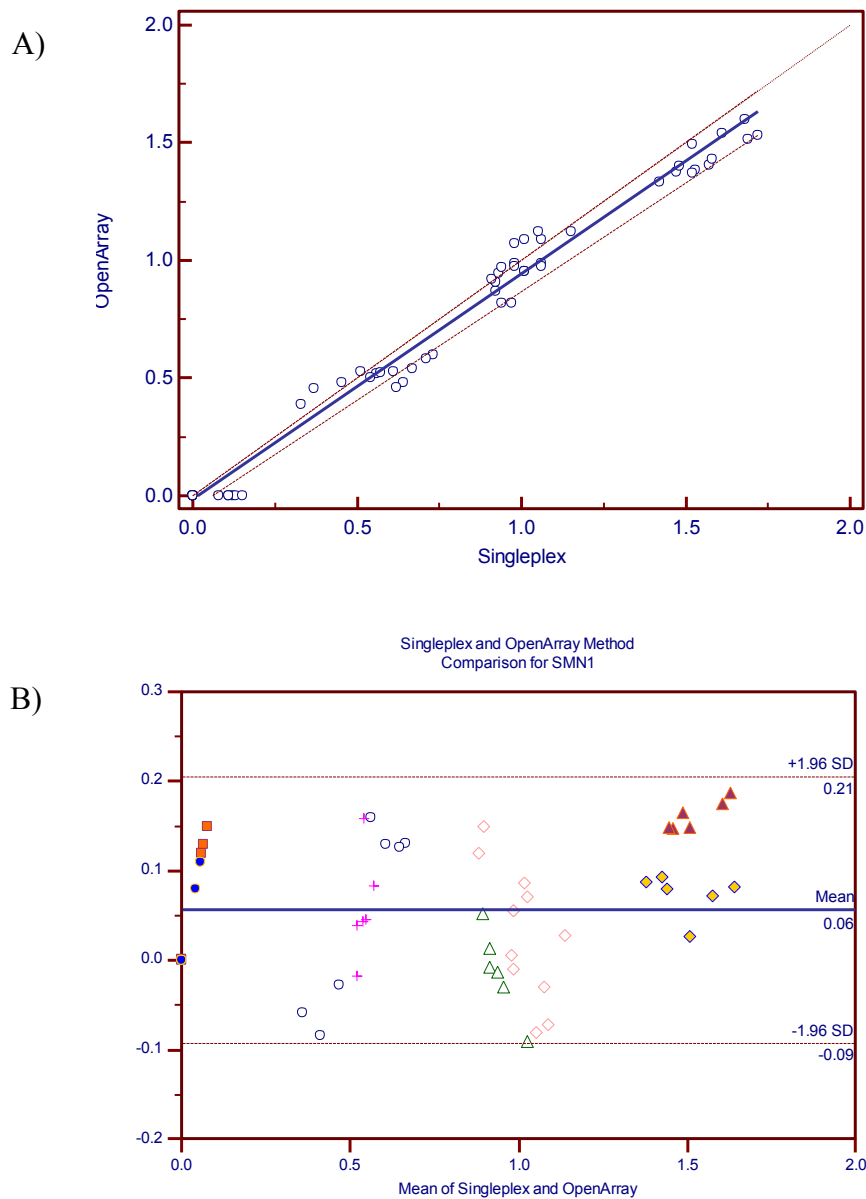 A)
2.0
1.5
1.0
0.5
0.0
OpenArray
0.0 0.5 1.0 1.5 2.0
Singleplex
Singleplex and OpenArray Method
Comparison for SMN1
B)
0.3
0.2
0.1
0.0
-0.1
-0.2
+1.96 SD
0.21
Mean
0.06
-1.96 SD
-0.09
0.0 0.5 1.0 1.5 2.0
Mean of Singleplex and OpenArray